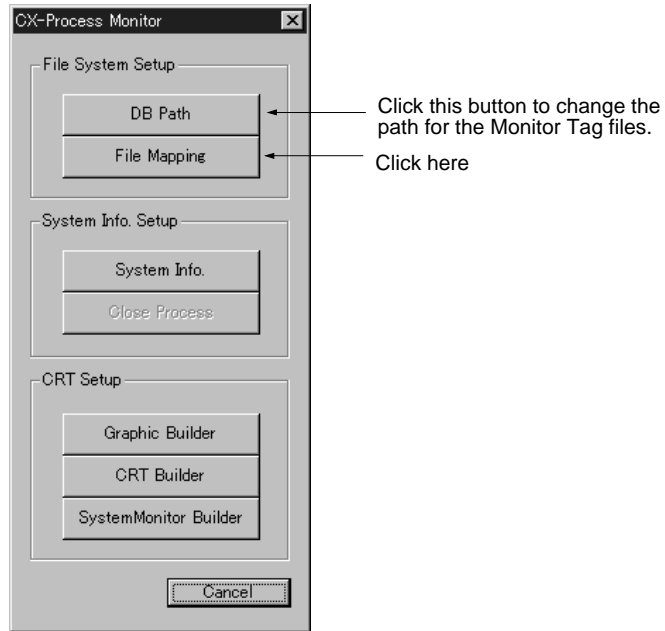 CX-Process Monitor
File System Setup
DB Path
File Mapping
Click this button to change the
path for the Monitor Tag files.
Click here
System Info. Setup
System Info.
Close Process
CRT Setup
Graphic Builder
CRT Builder
SystemMonitor Builder
Cancel